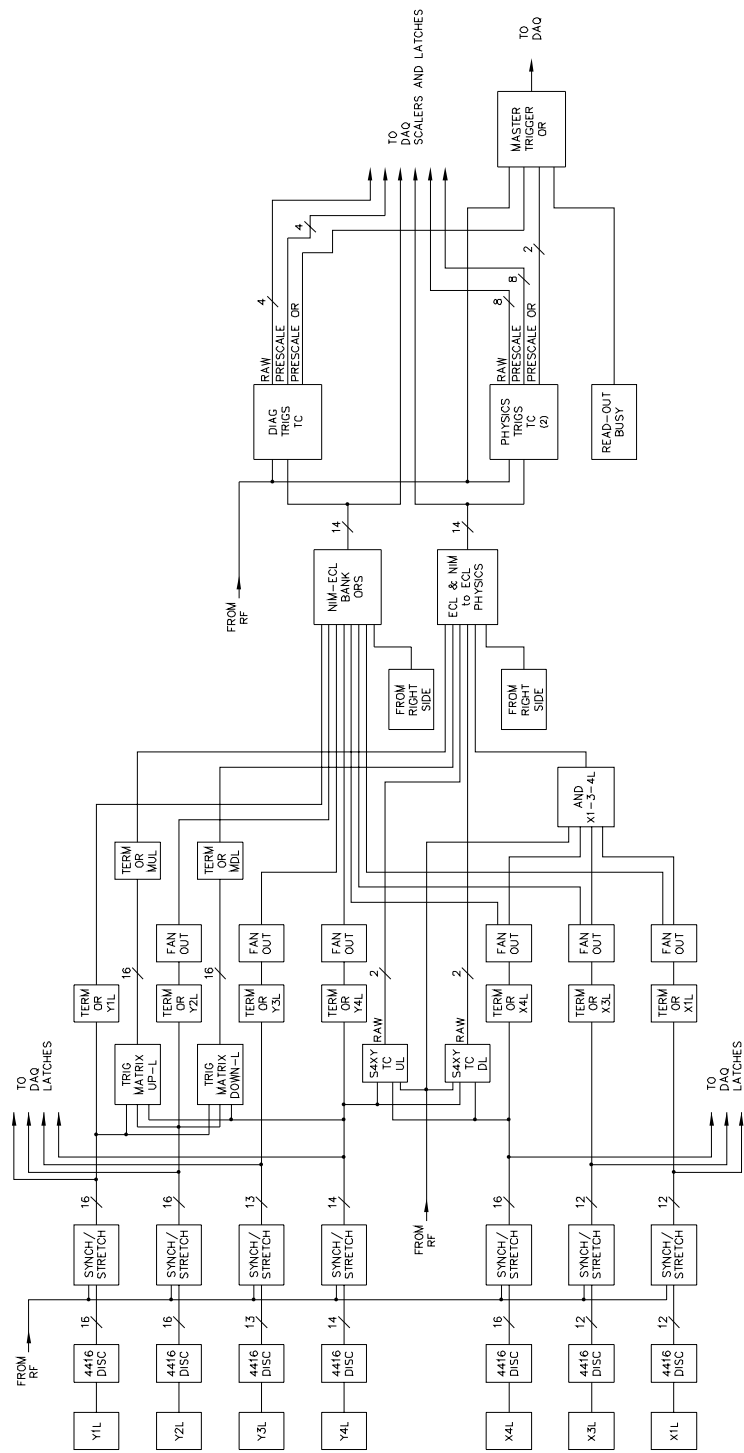 Y1L
Y2L
Y3L
Y4L
X4L
X3L
X1L
4416
DISC
4416
DISC
4416
DISC
4416
DISC
4416
DISC
4416
DISC
4416
DISC
FROM
RF
16
16
13
14
16
12
12
SYNCH/
STRETCH
SYNCH/
STRETCH
SYNCH/
STRETCH
SYNCH/
STRETCH
SYNCH/
STRETCH
SYNCH/
STRETCH
SYNCH/
STRETCH
16
16
13
14
16
12
12
FROM
RF
TO
DAQ
LATCHES
TO
DAQ
LATCHES
TRIG
MATRIX
UP-L
TRIG
MATRIX
DOWN-L
S4XY
TC
UL
S4XY
TC
DL
RAW
RAW
TERM
OR
Y1L
TERM
OR
Y2L
TERM
OR
Y3L
TERM
OR
Y4L
TERM
OR
X4L
TERM
OR
X3L
TERM
OR
X1L
16
16
2
2
FAN
OUT
FAN
OUT
FAN
OUT
FAN
OUT
FAN
OUT
FAN
OUT
TERM
OR
MUL
TERM
OR
MDL
AND
X1-3-4L
FROM
RIGHT
SIDE
FROM
RIGHT
SIDE
NIM-ECL
BANK
ORS
ECL & NIM
to ECL
PHYSICS
14
14
FROM
RF
DIAG
TRIGS
TC
PHYSICS
TRIGS
TC
(2)
READ-OUT
BUSY
RAW
PRESCALE
PRESCALE OR
RAW
PRESCALE
PRESCALE OR
4
4
8
8
2
TO
DAQ
SCALERS AND LATCHES
MASTER
TRIGGER
OR
TO
DAQ